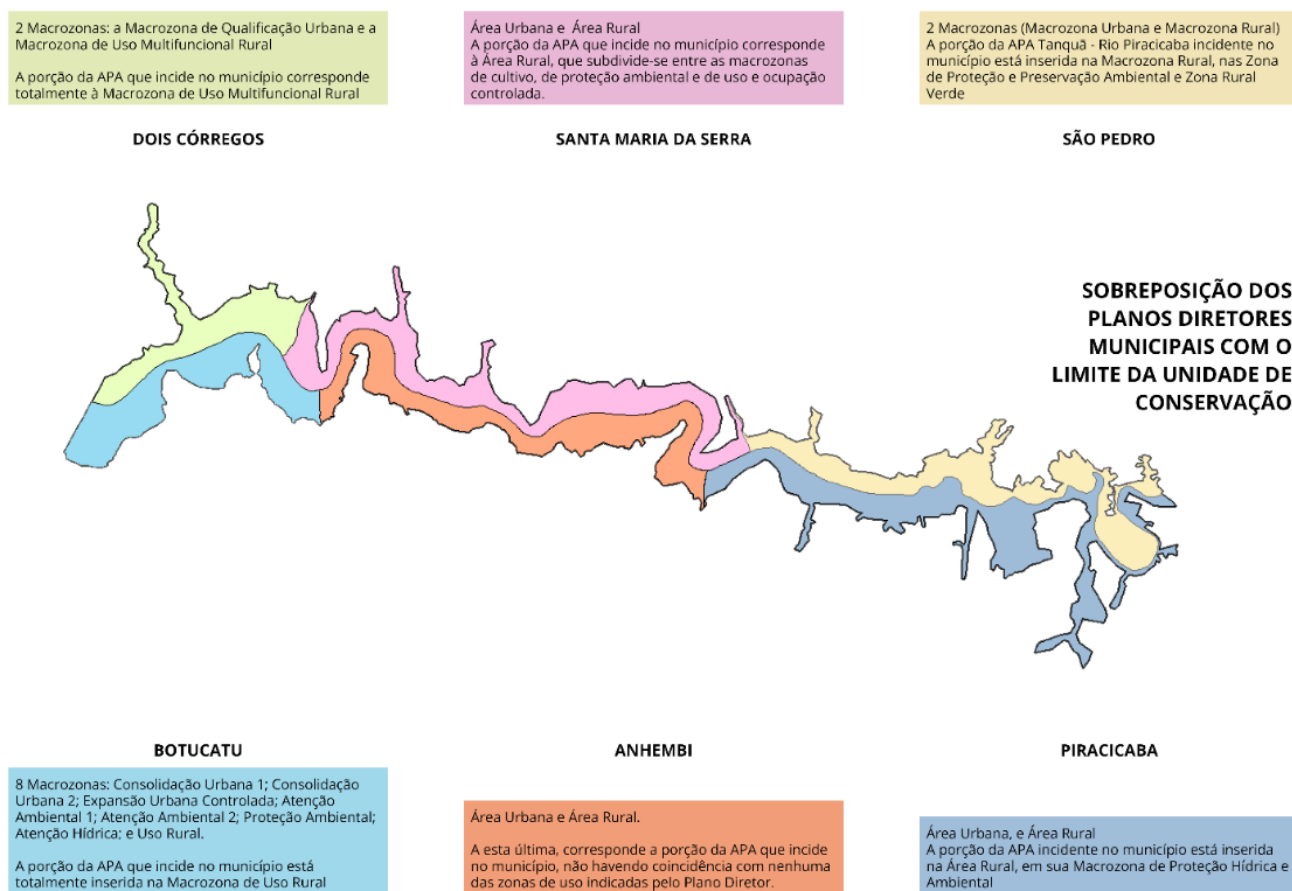 2 Macrozonas: a Macrozona de Qualificação Urbana e a
Macrozona de Uso Multifuncional Rural
A porção da APA que incide no município corresponde
totalmente à Macrozona de Uso Multifuncional Rural
DOIS CÓRREGOS
Área Urbana e Área Rural
A porção da APA que incide no município corresponde
à Área Rural, que subdivide-se entre as macrozonas
de cultivo, de proteção ambiental e de uso e ocupação
controlada.
SANTA MARIA DA SERRA
2 Macrozonas (Macrozona Urbana e Macrozona Rural)
A porção da APA Tanquã - Rio Piracicaba incidente no
município está inserida na Macrozona Rural, nas Zona
de Proteção e Preservação Ambiental e Zona Rural
Verde
SÃO PEDRO
SOBREPOSIÇÃO DOS
PLANOS DIRETORES
MUNICIPAIS COM O
LIMITE DA UNIDADE DE
CONSERVAÇÃO
BOTUCATU
8 Macrozonas: Consolidação Urbana 1; Consolidação
Urbana 2; Expansão Urbana Controlada; Atenção
Ambiental 1; Atenção Ambiental 2; Proteção Ambiental;
Atenção Hídrica; e Uso Rural.
A porção da APA que incide no município está
totalmente inserida na Macrozona de Uso Rural
ANHEMBI
Área Urbana e Área Rural.
A esta última, corresponde a porção da APA que incide
no município, não havendo coincidência com nenhuma
das zonas de uso indicadas pelo Plano Diretor.
PIRACICABA
Área Urbana, e Área Rural
A porção da APA incidente no município está inserida
na Área Rural, em sua Macrozona de Proteção Hídrica e
Ambiental